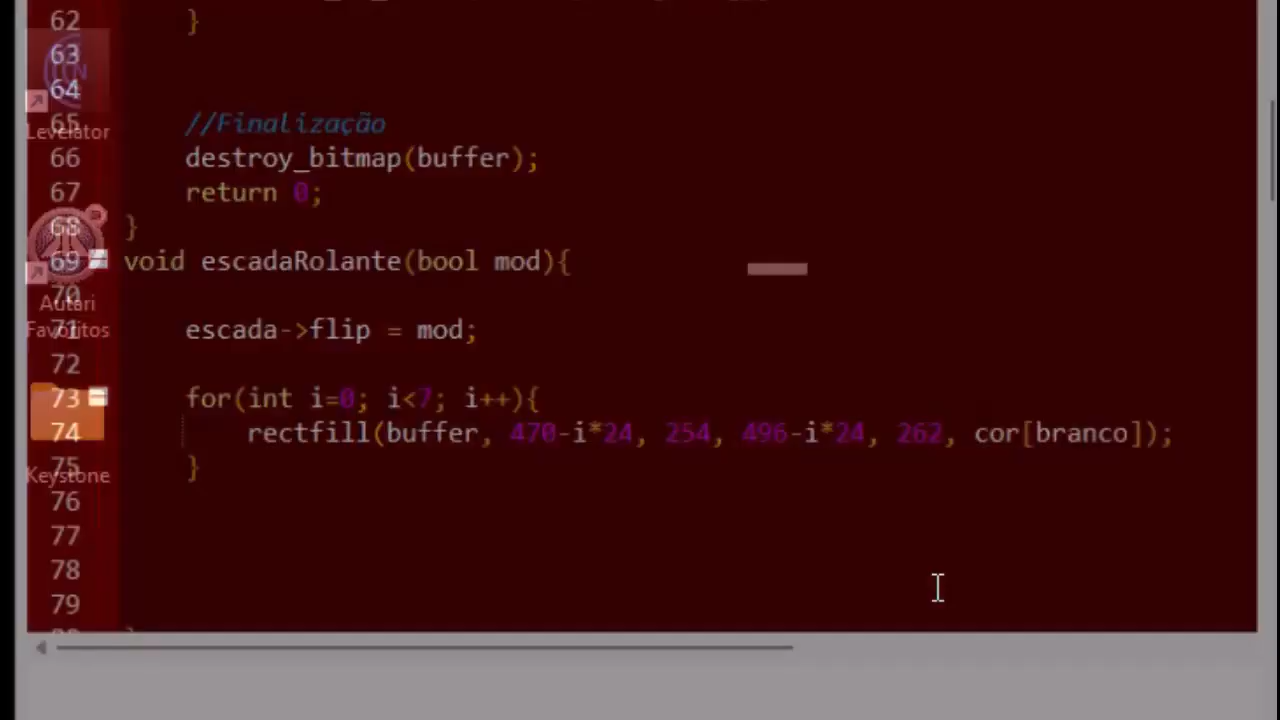 62 }
63
64
65 //Finalização
66 destroy_bitmap(buffer);
67 return 0;
68 }
69 void escadaRolante(bool mod){
70
71 escada->flip = mod;
72
73 for(int i=0; i<7; i++){
74 rectfill(buffer, 470-i*24, 254, 496-i*24, 262, cor[branco]);
75 }
76
77
78
79
Levelator
Autari
Favoritos
Keystone